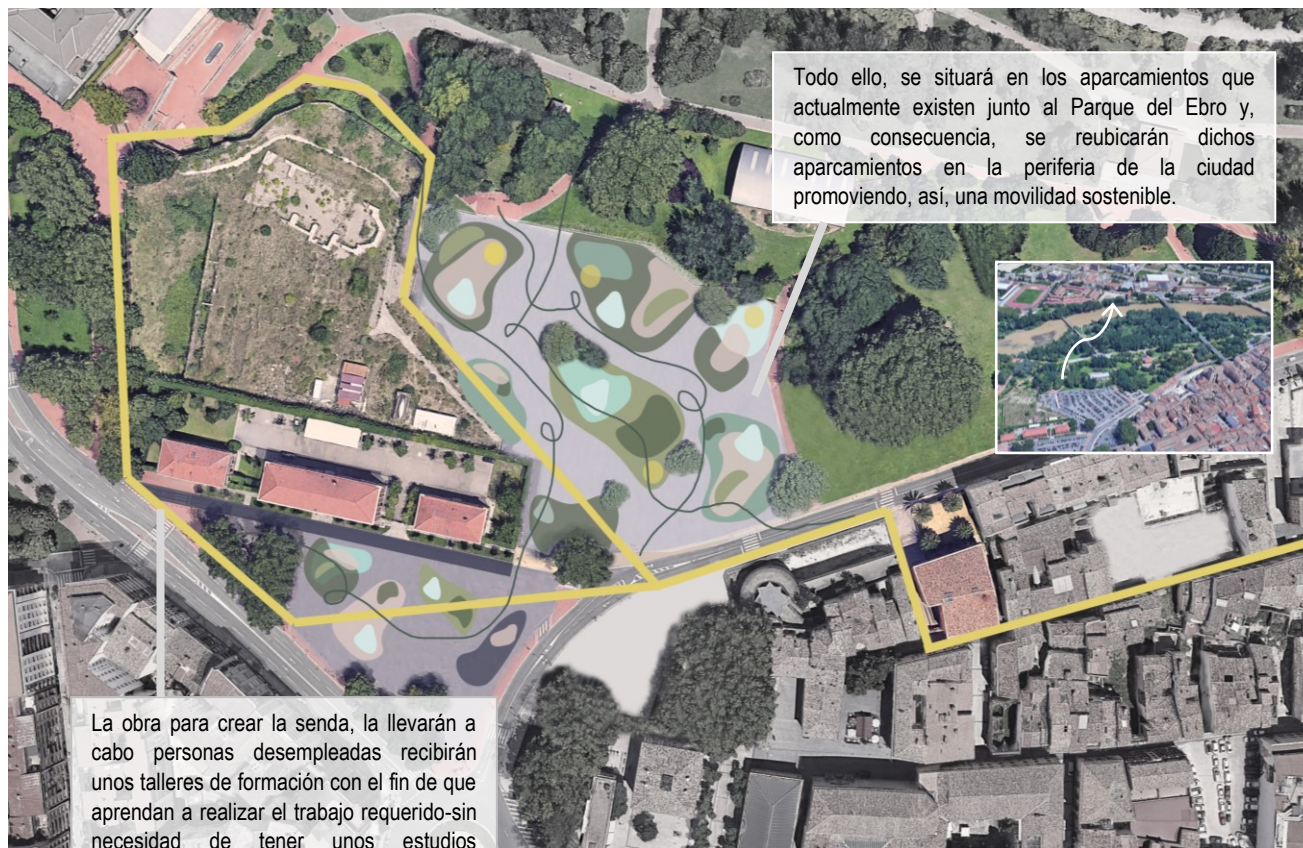 Todo ello, se situará en los aparcamientos que
actualmente existen junto al Parque del Ebro y,
como consecuencia, se reubicarán dichos
aparcamientos en la periferia de la ciudad
promoviendo, así, una movilidad sostenible.
La obra para crear la senda, la llevarán a
cabo personas desempleadas recibirán
unos talleres de formación con el fin de que
aprendan a realizar el trabajo requerido-sin
necesidad de tener unos estudios